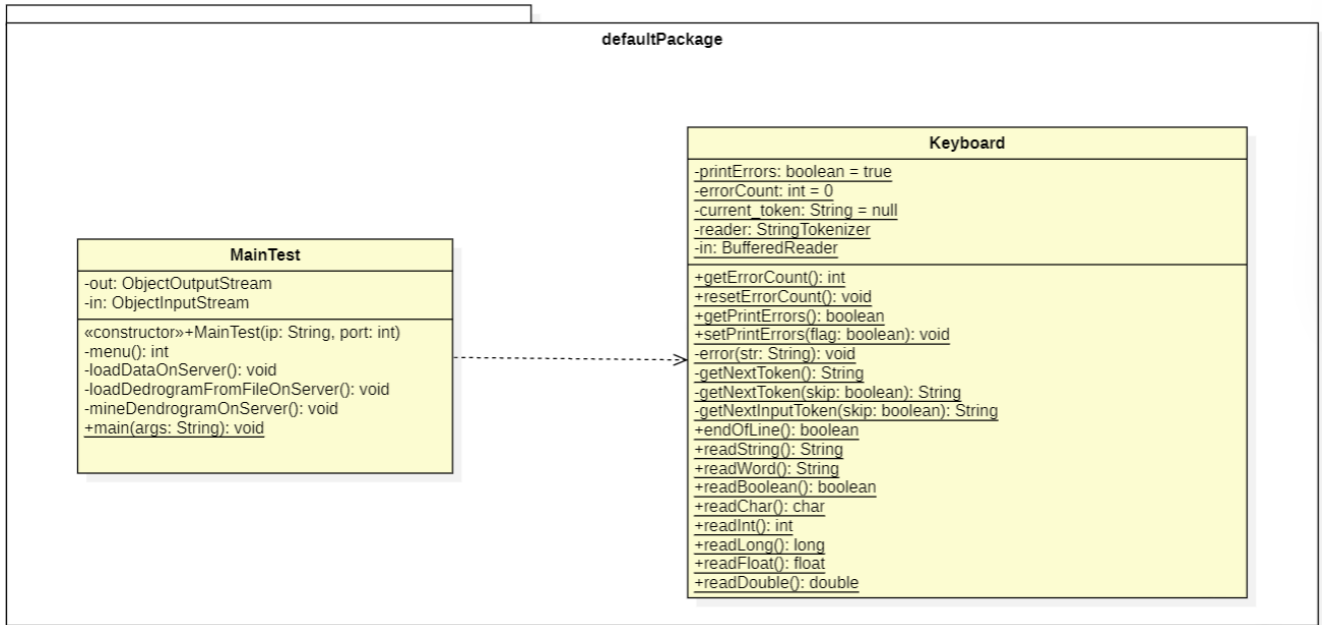 defaultPackage
MainTest
-out: ObjectOutputStream
-in: ObjectInputStream
«constructor»+MainTest(ip: String, port: int)
-menu(): int
-loadDataOnServer(): void
-loadDedrogramFromFileOnServer(): void
-mineDendrogramOnServer(): void
+main(args: String): void
Keyboard
-printErrors: boolean = true
-errorCount: int = 0
-current_token: String = null
-reader: StringTokenizer
-in: BufferedReader
+getErrorCount(): int
+resetErrorCount(): void
+getPrintErrors(): boolean
+setPrintErrors(flag: boolean): void
-error(str: String): void
-getNextToken(): String
-getNextToken(skip: boolean): String
-getNextInputToken(skip: boolean): String
+endOfLine(): boolean
+readString(): String
+readWord(): String
+readBoolean(): boolean
+readChar(): char
+readInt(): int
+readLong(): long
+readFloat(): float
+readDouble(): double